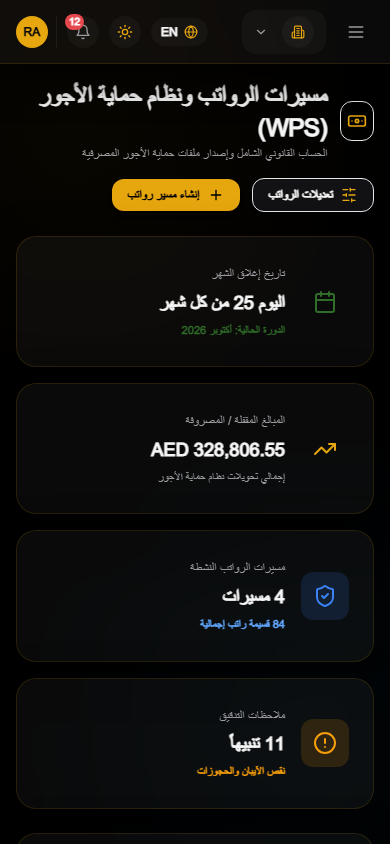 RA
12
EN
مسيرات الرواتب ونظام حماية الأجور
(WPS)
الحساب القانوني الشامل وإصدار ملفات حماية الأجور المصرفية
تعديلات الرواتب
إنشاء مسير رواتب
تاريخ إغلاق الشهر
اليوم 25 من كل شهر
الدورة الحالية: أكتوبر 2026
المبالغ المقفلة / المصروفة
AED 328,806.55
إجمالي تحويلات نظام حماية الأجور
مسيرات الرواتب النشطة
4 مسيرات
84 قسيمة راتب إجمالية
ملاحظات التدقيق
11 تنبيهاً
نقص الآيبان والحجوزات